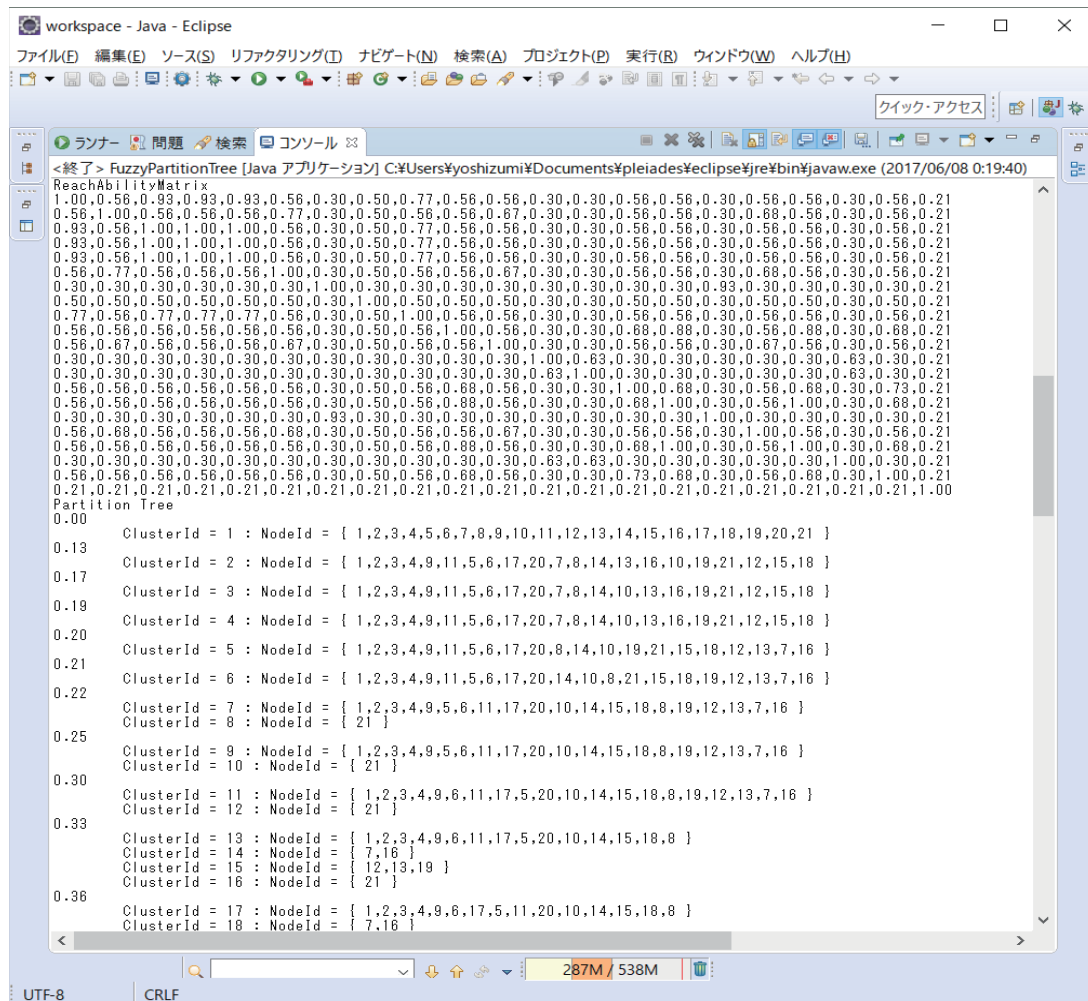 workspace - Java - Eclipse
ファイル(F) 編集(E) ソース(S) リファクタリング(T) ナビゲート(N) 検索(A) プロジェクト(P) 実行(R) ウィンドウ(W) ヘルプ(H)
クイック・アクセス
ランナー 問題 検索 コンソール
<終了> FuzzyPartitionTree [Java アプリケーション] C:¥Users¥yoshizumi¥Documents¥pleiades¥eclipse¥jre¥bin¥javaw.exe (2017/06/08 0:19:40)
ReachAbilityMatrix
1.00,0.56,0.93,0.93,0.93,0.56,0.30,0.50,0.77,0.56,0.56,0.30,0.30,0.56,0.56,0.30,0.56,0.56,0.30,0.56,0.21
0.56,1.00,0.56,0.56,0.56,0.77,0.30,0.50,0.56,0.56,0.67,0.30,0.30,0.56,0.56,0.30,0.68,0.56,0.30,0.56,0.21
0.93,0.56,1.00,1.00,1.00,0.56,0.30,0.50,0.77,0.56,0.56,0.30,0.30,0.56,0.56,0.30,0.56,0.56,0.30,0.56,0.21
0.93,0.56,1.00,1.00,1.00,0.56,0.30,0.50,0.77,0.56,0.56,0.30,0.30,0.56,0.56,0.30,0.56,0.56,0.30,0.56,0.21
0.93,0.56,1.00,1.00,1.00,0.56,0.30,0.50,0.77,0.56,0.56,0.30,0.30,0.56,0.56,0.30,0.56,0.56,0.30,0.56,0.21
0.56,0.77,0.56,0.56,0.56,1.00,0.30,0.50,0.56,0.56,0.67,0.30,0.30,0.56,0.56,0.30,0.68,0.56,0.30,0.56,0.21
0.30,0.30,0.30,0.30,0.30,0.30,1.00,0.30,0.30,0.30,0.30,0.30,0.30,0.30,0.30,0.93,0.30,0.30,0.30,0.30,0.21
0.50,0.50,0.50,0.50,0.50,0.50,0.30,1.00,0.50,0.50,0.50,0.30,0.30,0.50,0.50,0.30,0.50,0.50,0.30,0.50,0.21
0.77,0.56,0.77,0.77,0.77,0.56,0.30,0.50,1.00,0.56,0.56,0.30,0.30,0.56,0.56,0.30,0.56,0.56,0.30,0.56,0.21
0.56,0.56,0.56,0.56,0.56,0.56,0.30,0.50,0.56,1.00,0.56,0.30,0.30,0.68,0.88,0.30,0.56,0.88,0.30,0.68,0.21
0.56,0.67,0.56,0.56,0.56,0.67,0.30,0.50,0.56,0.56,1.00,0.30,0.30,0.56,0.56,0.30,0.67,0.56,0.30,0.56,0.21
0.30,0.30,0.30,0.30,0.30,0.30,0.30,0.30,0.30,0.30,0.30,1.00,0.63,0.30,0.30,0.30,0.30,0.30,0.63,0.30,0.21
0.30,0.30,0.30,0.30,0.30,0.30,0.30,0.30,0.30,0.30,0.30,0.63,1.00,0.30,0.30,0.30,0.30,0.30,0.63,0.30,0.21
0.56,0.56,0.56,0.56,0.56,0.56,0.30,0.50,0.56,0.68,0.56,0.30,0.30,1.00,0.68,0.30,0.56,0.68,0.30,0.73,0.21
0.56,0.56,0.56,0.56,0.56,0.56,0.30,0.50,0.56,0.88,0.56,0.30,0.30,0.68,1.00,0.30,0.56,1.00,0.30,0.68,0.21
0.30,0.30,0.30,0.30,0.30,0.30,0.93,0.30,0.30,0.30,0.30,0.30,0.30,0.30,0.30,1.00,0.30,0.30,0.30,0.30,0.21
0.56,0.68,0.56,0.56,0.56,0.68,0.30,0.50,0.56,0.56,0.67,0.30,0.30,0.56,0.56,0.30,1.00,0.56,0.30,0.56,0.21
0.56,0.56,0.56,0.56,0.56,0.56,0.30,0.50,0.56,0.88,0.56,0.30,0.30,0.68,1.00,0.30,0.56,1.00,0.30,0.68,0.21
0.30,0.30,0.30,0.30,0.30,0.30,0.30,0.30,0.30,0.30,0.30,0.63,0.63,0.30,0.30,0.30,0.30,0.30,1.00,0.30,0.21
0.56,0.56,0.56,0.56,0.56,0.56,0.30,0.50,0.56,0.68,0.56,0.30,0.30,0.73,0.68,0.30,0.56,0.68,0.30,1.00,0.21
0.21,0.21,0.21,0.21,0.21,0.21,0.21,0.21,0.21,0.21,0.21,0.21,0.21,0.21,0.21,0.21,0.21,0.21,0.21,0.21,1.00
Partition Tree
0.00
ClusterId = 1 : NodeId = { 1,2,3,4,5,6,7,8,9,10,11,12,13,14,15,16,17,18,19,20,21 }
0.13
ClusterId = 2 : NodeId = { 1,2,3,4,9,11,5,6,17,20,7,8,14,13,16,10,19,21,12,15,18 }
0.17
ClusterId = 3 : NodeId = { 1,2,3,4,9,11,5,6,17,20,7,8,14,10,13,16,19,21,12,15,18 }
0.19
ClusterId = 4 : NodeId = { 1,2,3,4,9,11,5,6,17,20,7,8,14,10,13,16,19,21,12,15,18 }
0.20
ClusterId = 5 : NodeId = { 1,2,3,4,9,11,5,6,17,20,8,14,10,19,21,15,18,12,13,7,16 }
0.21
ClusterId = 6 : NodeId = { 1,2,3,4,9,11,5,6,17,20,14,10,8,21,15,18,19,12,13,7,16 }
0.22
ClusterId = 7 : NodeId = { 1,2,3,4,9,5,6,11,17,20,10,14,15,18,8,19,12,13,7,16 }
ClusterId = 8 : NodeId = { 21 }
0.25
ClusterId = 9 : NodeId = { 1,2,3,4,9,5,6,11,17,20,10,14,15,18,8,19,12,13,7,16 }
ClusterId = 10 : NodeId = { 21 }
0.30
ClusterId = 11 : NodeId = { 1,2,3,4,9,6,11,17,5,20,10,14,15,18,8,19,12,13,7,16 }
ClusterId = 12 : NodeId = { 21 }
0.33
ClusterId = 13 : NodeId = { 1,2,3,4,9,6,11,17,5,20,10,14,15,18,8 }
ClusterId = 14 : NodeId = { 7,16 }
ClusterId = 15 : NodeId = { 12,13,19 }
ClusterId = 16 : NodeId = { 21 }
0.36
ClusterId = 17 : NodeId = { 1,2,3,4,9,6,17,5,11,20,10,14,15,18,8 }
ClusterId = 18 : NodeId = { 7,16 }
287M / 538M
UTF-8 CRLF